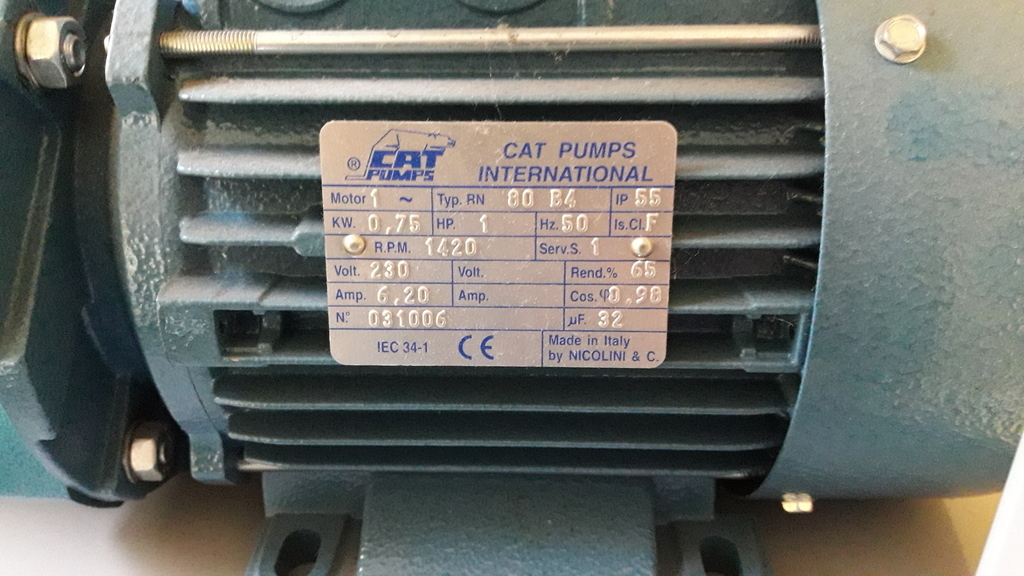 ® CAT PUMPS
CAT PUMPS
INTERNATIONAL
Motor 1 ~ Typ. RN 80 B4 IP 55
KW. 0,75 HP. 1 Hz. 50 Is.Cl. F
R.P.M. 1420 Serv.S. 1
Volt. 230 Volt. Rend.% 65
Amp. 6,20 Amp. Cos.φ 0,98
N° 031006 µF. 32
IEC 34-1 CE Made in Italy
by NICOLINI & C.